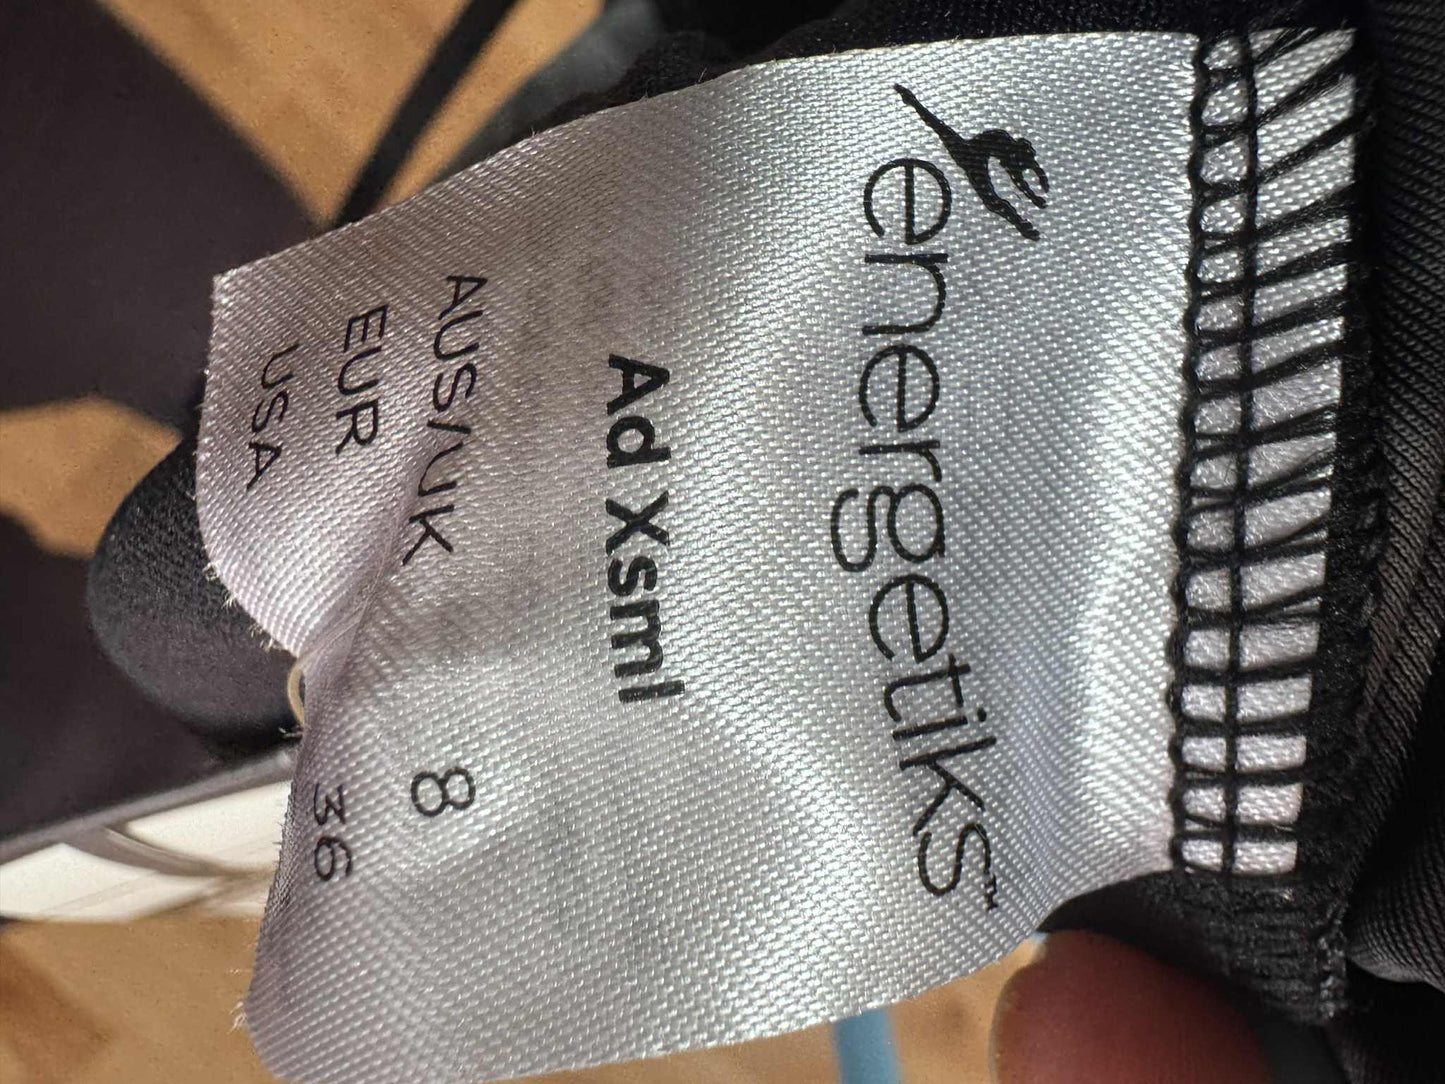 energetiks™
Ad Xsml
AUS/UK 8
EUR 36
USA